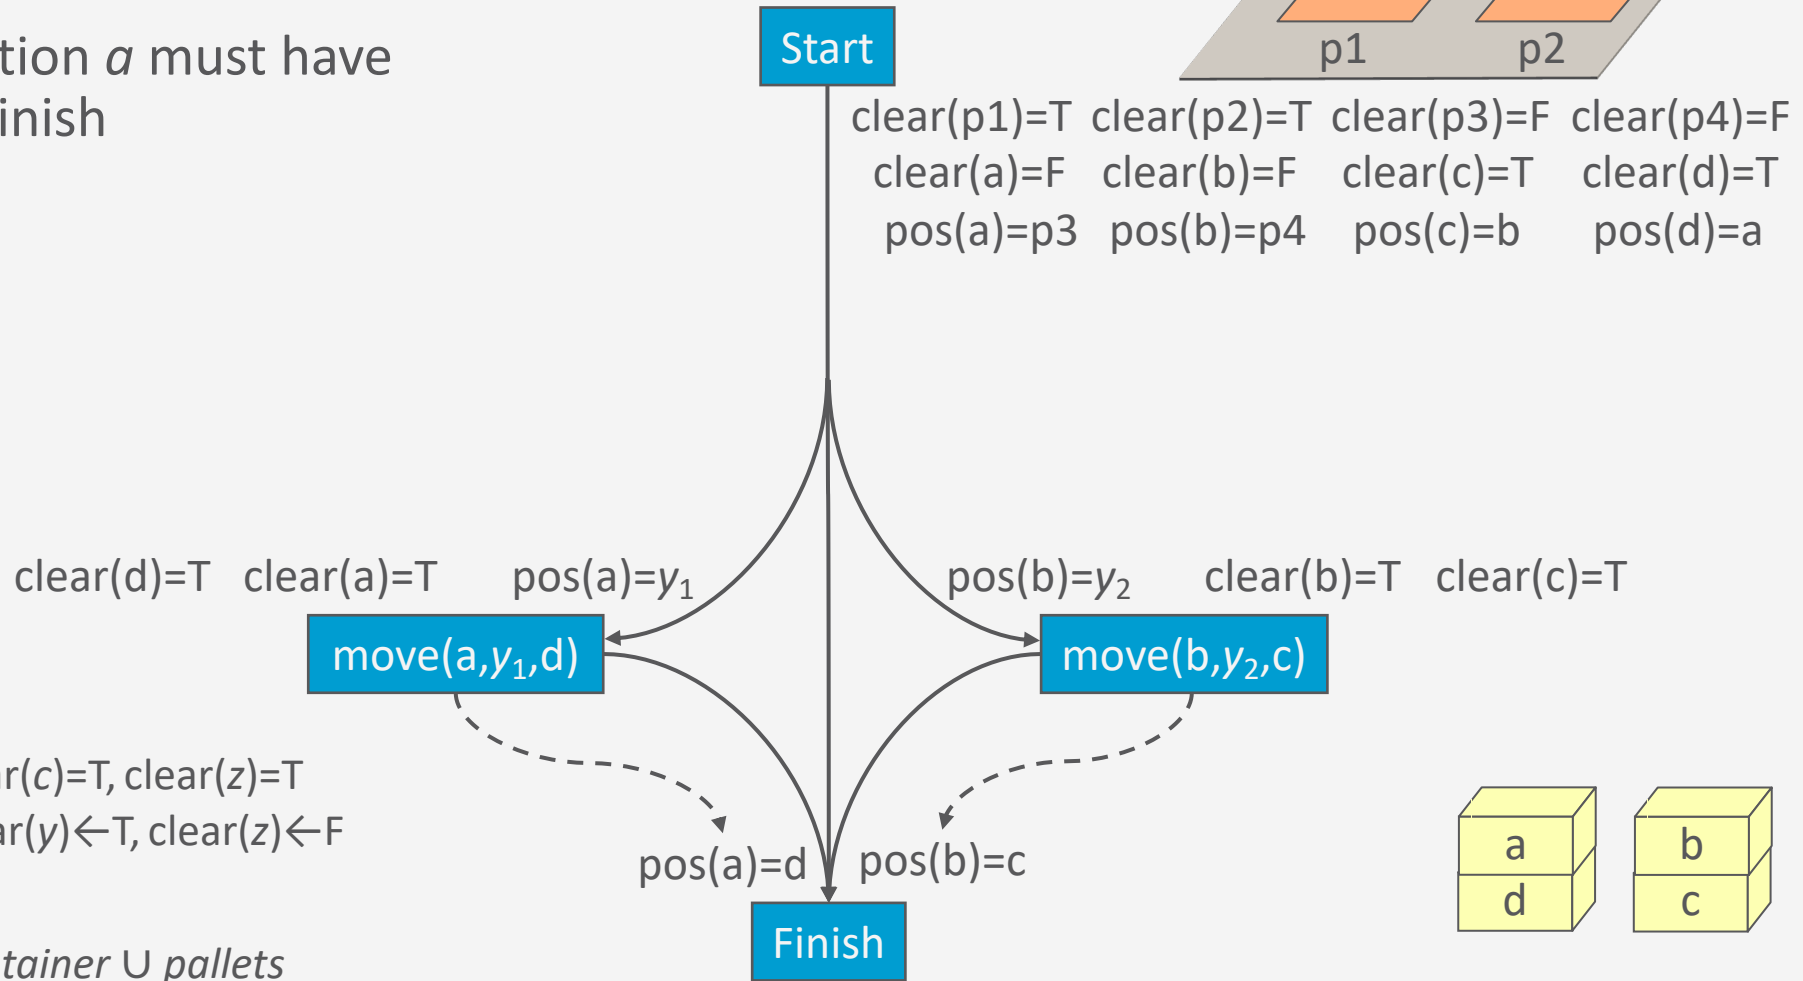 tion a must have
inish
Start
p1 p2
clear(p1)=T clear(p2)=T clear(p3)=F clear(p4)=F
clear(a)=F clear(b)=F clear(c)=T clear(d)=T
pos(a)=p3 pos(b)=p4 pos(c)=b pos(d)=a
clear(d)=T clear(a)=T pos(a)=y₁ pos(b)=y₂ clear(b)=T clear(c)=T
move(a,y₁,d) move(b,y₂,c)
r(c)=T, clear(z)=T
ar(y)←T, clear(z)←F
pos(a)=d pos(b)=c
a b
d c
Finish
tainer ∪ pallets